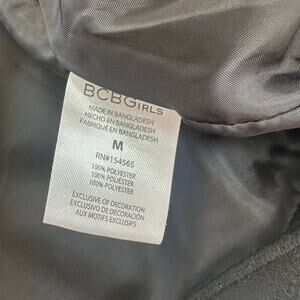 BCBGIRLS
MADE IN BANGLADESH
HECHO EN BANGLADESH
FABRIQUÉ EN BANGLADESH
M
RN#154565
100% POLYESTER
100% POLIÉSTER
100% POLYESTER
EXCLUSIVE OF DECORATION
EXCLUSIVO DE DECORACIÓN
AUX MOTIFS EXCLUSIFS